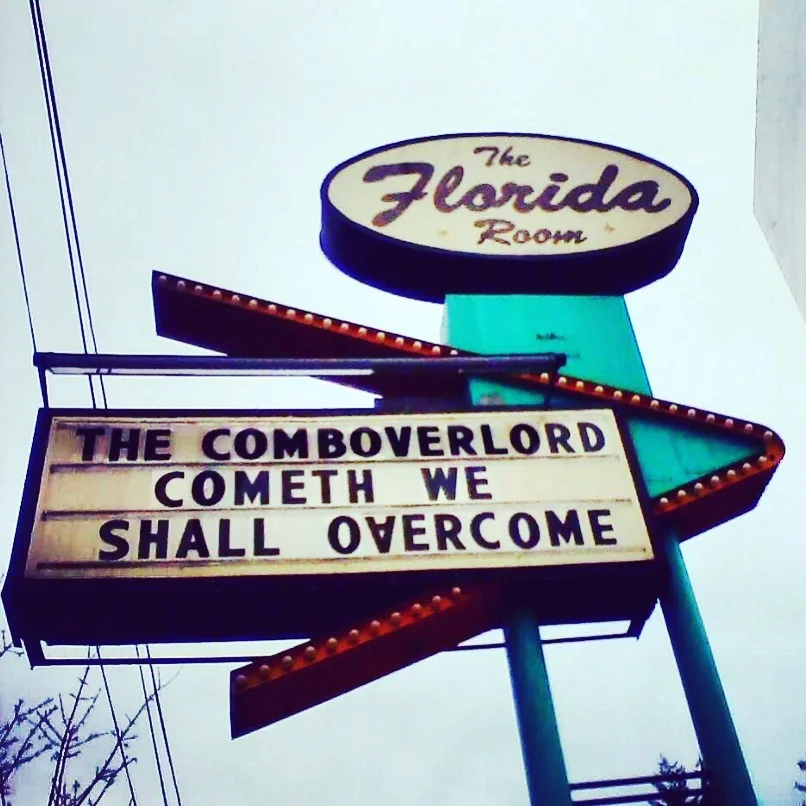 The
Florida
Room
THE COMBOVERLORD
COMETH WE
SHALL OVERCOME